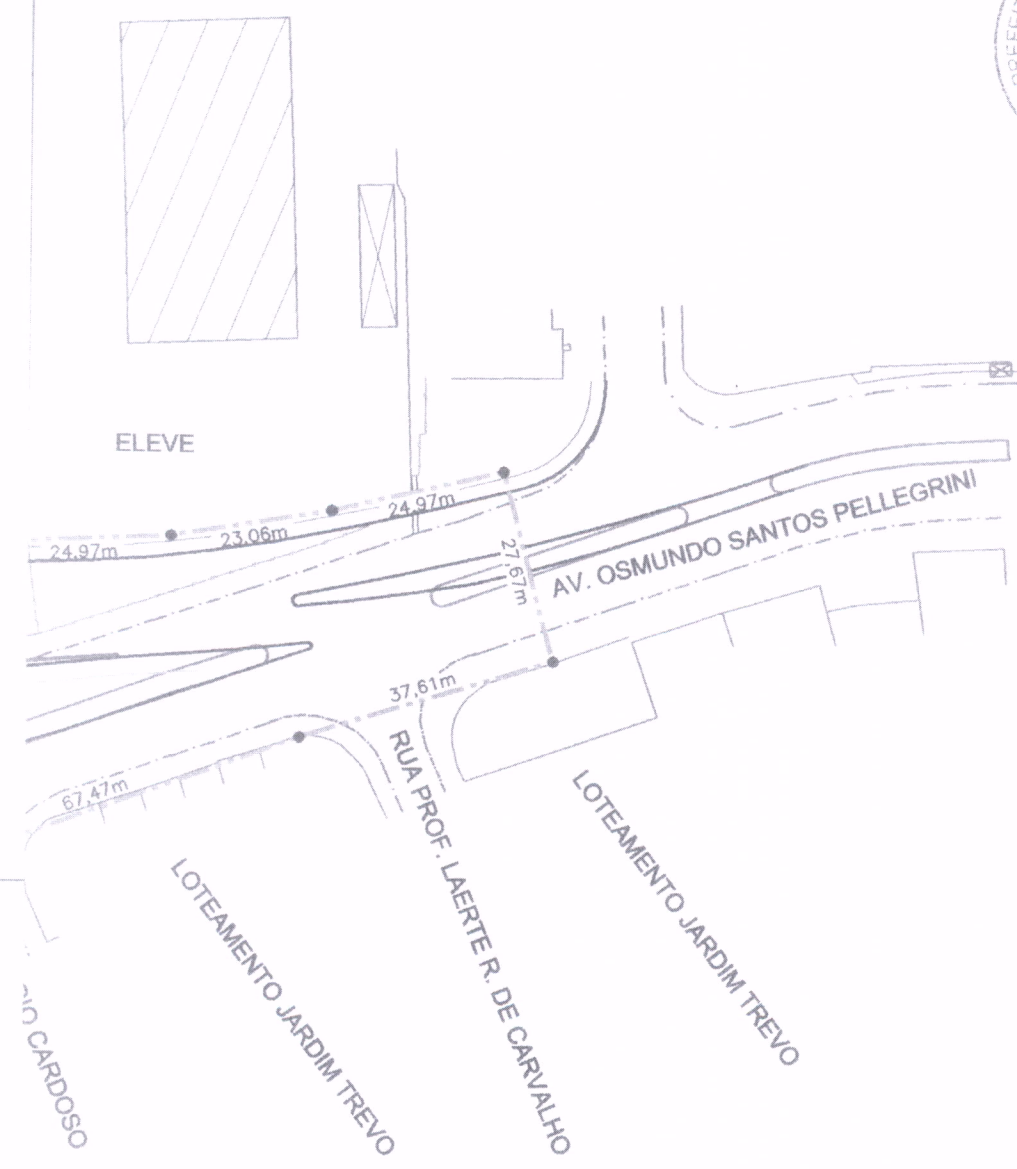 ELEVE
24,97m
23,06m
24,97m
27,67m
AV. OSMUNDO SANTOS PELLEGRINI
37,61m
67,47m
RUA PROF. LAERTE R. DE CARVALHO
LOTEAMENTO JARDIM TREVO
LOTEAMENTO JARDIM TREVO
CARDOSO